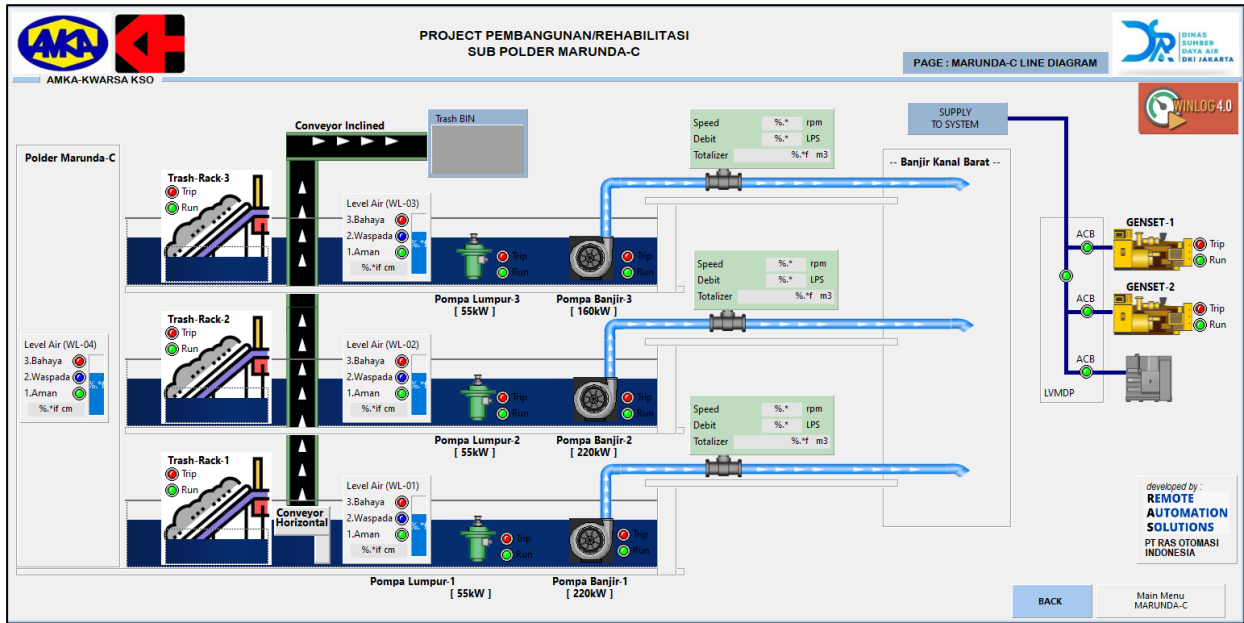 AMKA
AMKA-KWARSA KSO
PROJECT PEMBANGUNAN/REHABILITASI
SUB POLDER MARUNDA-C
PAGE : MARUNDA-C LINE DIAGRAM
DINAS
SUMBER
DAYA AIR
DKI JAKARTA
WINLOG 4.0
Polder Marunda-C
Conveyor Inclined
Trash BIN
Speed %.* rpm
Debit %.* LPS
Totalizer %.*f m3
SUPPLY
TO SYSTEM
-- Banjir Kanal Barat --
Trash-Rack-3
Trip
Run
Level Air (WL-03)
3.Bahaya
2.Waspada
1.Aman
%.*if cm
Trip
Run
Trip
Run
Pompa Lumpur-3
[ 55kW ]
Pompa Banjir-3
[ 160kW ]
Speed %.* rpm
Debit %.* LPS
Totalizer %.*f m3
ACB
GENSET-1
Trip
Run
ACB
GENSET-2
Trip
Run
ACB
LVMDP
Level Air (WL-04)
3.Bahaya
2.Waspada
1.Aman
%.*if cm
Trash-Rack-2
Trip
Run
Level Air (WL-02)
3.Bahaya
2.Waspada
1.Aman
%.*if cm
Trip
Run
Trip
Run
Pompa Lumpur-2
[ 55kW ]
Pompa Banjir-2
[ 220kW ]
Speed %.* rpm
Debit %.* LPS
Totalizer %.*f m3
Trash-Rack-1
Trip
Run
Conveyor
Horizontal
Level Air (WL-01)
3.Bahaya
2.Waspada
1.Aman
%.*if cm
Trip
Run
Trip
Run
Pompa Lumpur-1
[ 55kW ]
Pompa Banjir-1
[ 220kW ]
developed by :
REMOTE
AUTOMATION
SOLUTIONS
PT RAS OTOMASI
INDONESIA
BACK
Main Menu
MARUNDA-C